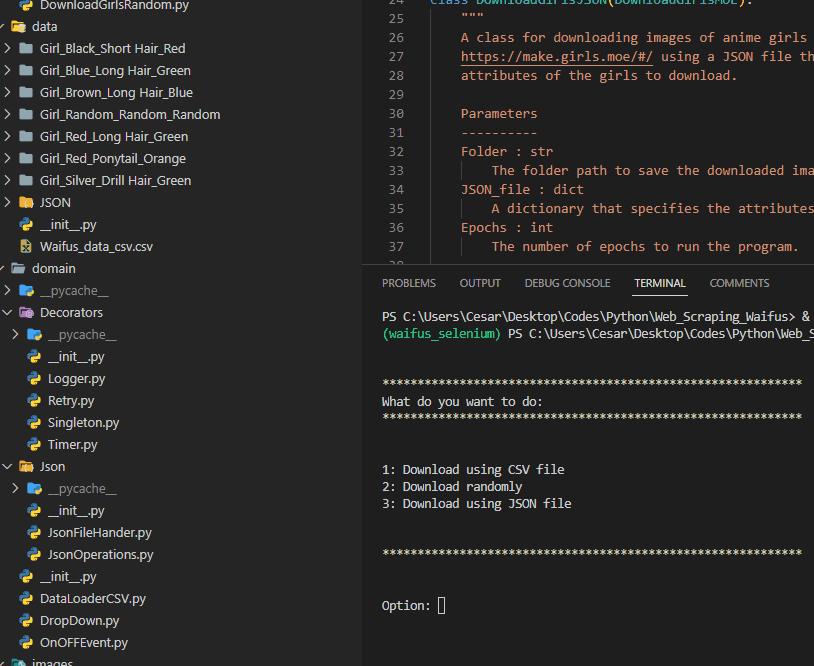 DownloadGirlsRandom.py
data
Girl_Black_Short Hair_Red
Girl_Blue_Long Hair_Green
Girl_Brown_Long Hair_Blue
Girl_Random_Random_Random
Girl_Red_Long Hair_Green
Girl_Red_Ponytail_Orange
Girl_Silver_Drill Hair_Green
JSON
__init__.py
Waifus_data_csv.csv
domain
__pycache__
Decorators
__pycache__
__init__.py
Logger.py
Retry.py
Singleton.py
Timer.py
Json
__pycache__
__init__.py
JsonFileHander.py
JsonOperations.py
__init__.py
DataLoaderCSV.py
DropDown.py
OnOFFEvent.py
images
24 class DownloadGirlsJSON(DownloadGirlsMOE):
25 """
26 A class for downloading images of anime girls
27 https://make.girls.moe/#/ using a JSON file th
28 attributes of the girls to download.
29
30 Parameters
31 ----------
32 Folder : str
33 The folder path to save the downloaded ima
34 JSON_file : dict
35 A dictionary that specifies the attributes
36 Epochs : int
37 The number of epochs to run the program.
38
PROBLEMS OUTPUT DEBUG CONSOLE TERMINAL COMMENTS
PS C:\Users\Cesar\Desktop\Codes\Python\Web_Scraping_Waifus> &
(waifus_selenium) PS C:\Users\Cesar\Desktop\Codes\Python\Web_S
************************************************************
What do you want to do:
************************************************************
1: Download using CSV file
2: Download randomly
3: Download using JSON file
************************************************************
Option: